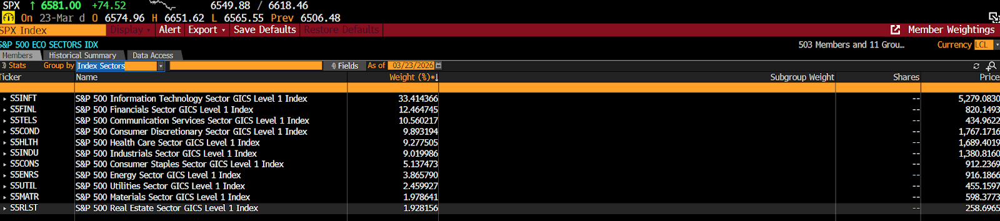 SPX ↑ 6581.00 +74.52 6549.88 / 6618.46
On 23-Mar d O 6574.96 H 6651.62 L 6565.55 Prev 6506.48
SPX Index Display Alert Export Save Defaults Restore Defaults Member Weightings
S&P 500 ECO SECTORS IDX 503 Members and 11 Grou... Currency LCL
Members Historical Summary Data Access
Stats Group by Index Sectors Fields As of 03/23/2026
Ticker Name Weight (%) Subgroup Weight Shares Price
S5INFT S&P 500 Information Technology Sector GICS Level 1 Index 33.414366 -- 5,279.0830
S5FINL S&P 500 Financials Sector GICS Level 1 Index 12.464745 -- 820.1493
S5TELS S&P 500 Communication Services Sector GICS Level 1 Index 10.560217 -- 434.9622
S5COND S&P 500 Consumer Discretionary Sector GICS Level 1 Index 9.893194 -- 1,767.1716
S5HLTH S&P 500 Health Care Sector GICS Level 1 Index 9.277505 -- 1,689.4019
S5INDU S&P 500 Industrials Sector GICS Level 1 Index 9.019986 -- 1,380.8160
S5CONS S&P 500 Consumer Staples Sector GICS Level 1 Index 5.137473 -- 912.2369
S5ENRS S&P 500 Energy Sector GICS Level 1 Index 3.865790 -- 916.1866
S5UTIL S&P 500 Utilities Sector GICS Level 1 Index 2.459927 -- 455.1597
S5MATR S&P 500 Materials Sector GICS Level 1 Index 1.978641 -- 598.3773
S5RLST S&P 500 Real Estate Sector GICS Level 1 Index 1.928156 -- 258.6965